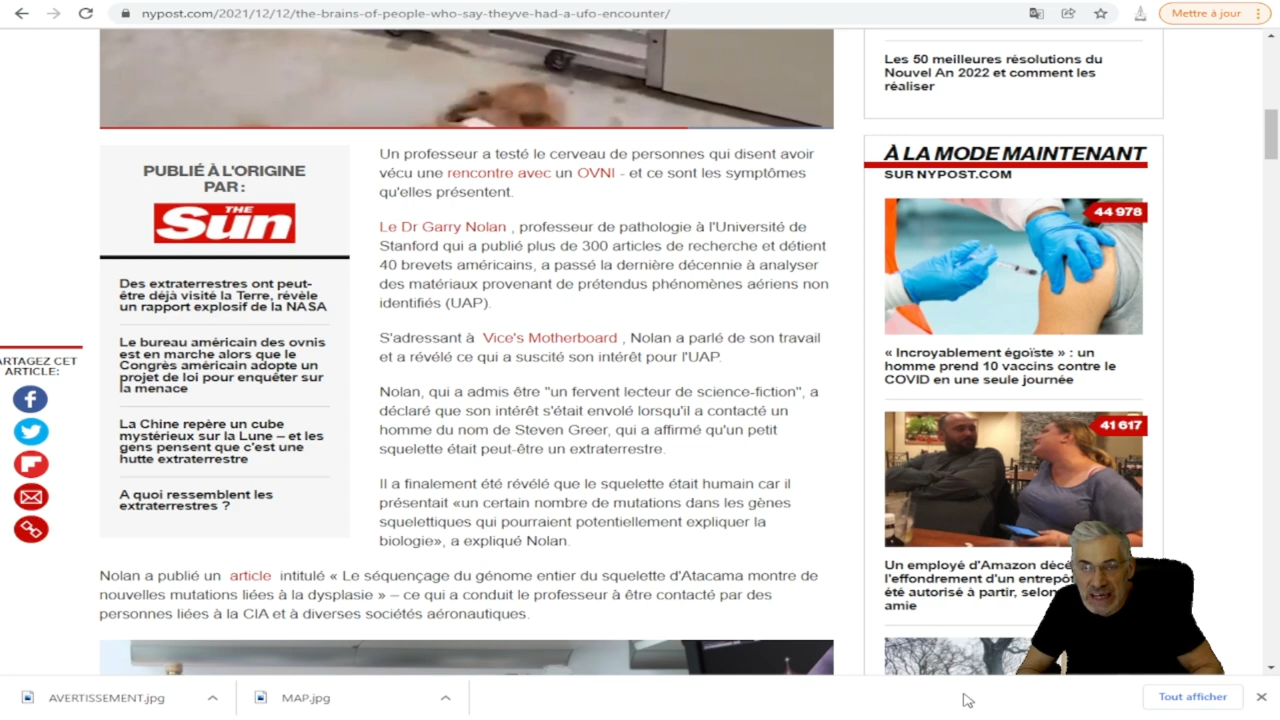 nypost.com/2021/12/12/the-brains-of-people-who-say-theyve-had-a-ufo-encounter/
Mettre à jour
PUBLIÉ À L'ORIGINE
PAR :
THE
Sun
Des extraterrestres ont peut-
être déjà visité la Terre, révèle
un rapport explosif de la NASA
Le bureau américain des ovnis
est en marche alors que le
Congrès américain adopte un
projet de loi pour enquêter sur
la menace
La Chine repère un cube
mystérieux sur la Lune – et les
gens pensent que c'est une
hutte extraterrestre
A quoi ressemblent les
extraterrestres ?
ARTAGEZ CET
ARTICLE:
Un professeur a testé le cerveau de personnes qui disent avoir
vécu une rencontre avec un OVNI - et ce sont les symptômes
qu'elles présentent.
Le Dr Garry Nolan , professeur de pathologie à l'Université de
Stanford qui a publié plus de 300 articles de recherche et détient
40 brevets américains, a passé la dernière décennie à analyser
des matériaux provenant de prétendus phénomènes aériens non
identifiés (UAP).
S'adressant à Vice's Motherboard , Nolan a parlé de son travail
et a révélé ce qui a suscité son intérêt pour l'UAP.
Nolan, qui a admis être "un fervent lecteur de science-fiction", a
déclaré que son intérêt s'était envolé lorsqu'il a contacté un
homme du nom de Steven Greer, qui a affirmé qu'un petit
squelette était peut-être un extraterrestre.
Il a finalement été révélé que le squelette était humain car il
présentait «un certain nombre de mutations dans les gènes
squelettiques qui pourraient potentiellement expliquer la
biologie», a expliqué Nolan.
Nolan a publié un article intitulé « Le séquençage du génome entier du squelette d'Atacama montre de
nouvelles mutations liées à la dysplasie » – ce qui a conduit le professeur à être contacté par des
personnes liées à la CIA et à diverses sociétés aéronautiques.
Les 50 meilleures résolutions du
Nouvel An 2022 et comment les
réaliser
À LA MODE MAINTENANT
SUR NYPOST.COM
44 978
« Incroyablement égoïste » : un
homme prend 10 vaccins contre le
COVID en une seule journée
41 617
Un employé d'Amazon
l'effondrement d'un
été autorisé à partir, selon
amie
AVERTISSEMENT.jpg
MAP.jpg
Tout afficher